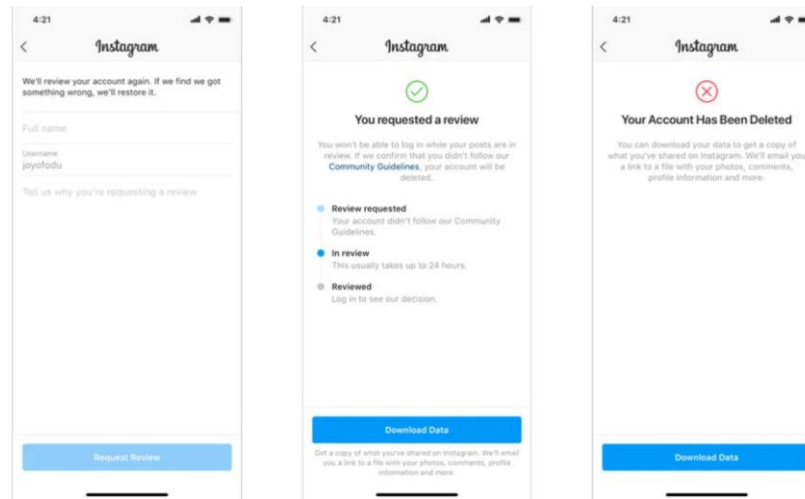 4:21
Instagram
We'll review your account again. If we find we got
something wrong, we'll restore it.
Full name
Username
joyofodu
Tell us why you're requesting a review
Request Review
4:21
Instagram
You requested a review
You won't be able to log in while your posts are in
review. If we confirm that you didn't follow our
Community Guidelines, your account will be
deleted.
Review requested
Your account didn't follow our Community
Guidelines.
In review
This usually takes up to 24 hours.
Reviewed
Log in to see our decision.
Download Data
Get a copy of what you've shared on Instagram. We'll email
you a link to a file with your photos, comments, profile
information and more.
4:21
Instagram
Your Account Has Been Deleted
You can download your data to get a copy of
what you've shared on Instagram. We'll email you
a link to a file with your photos, comments,
profile information and more.
Download Data